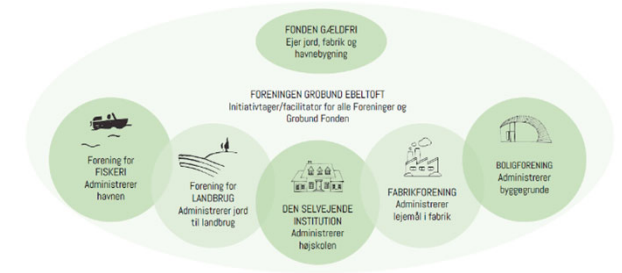 FONDEN GÆLDFRI
Ejer jord, fabrik og
havnebygning
FORENINGEN GROBUND EBELTOFT
Initiativtager/facilitator for alle Foreninger og
Grobund Fonden
Forening for
FISKERI
Administrerer
havnen
Forening for
LANDBRUG
Administrerer jord
til landbrug
DEN SELVEJENDE
INSTITUTION
Administrerer
højskolen
FABRIKFORENING
Administrerer
lejemål i fabrik
BOLIGFORENING
Administrerer
byggegrunde